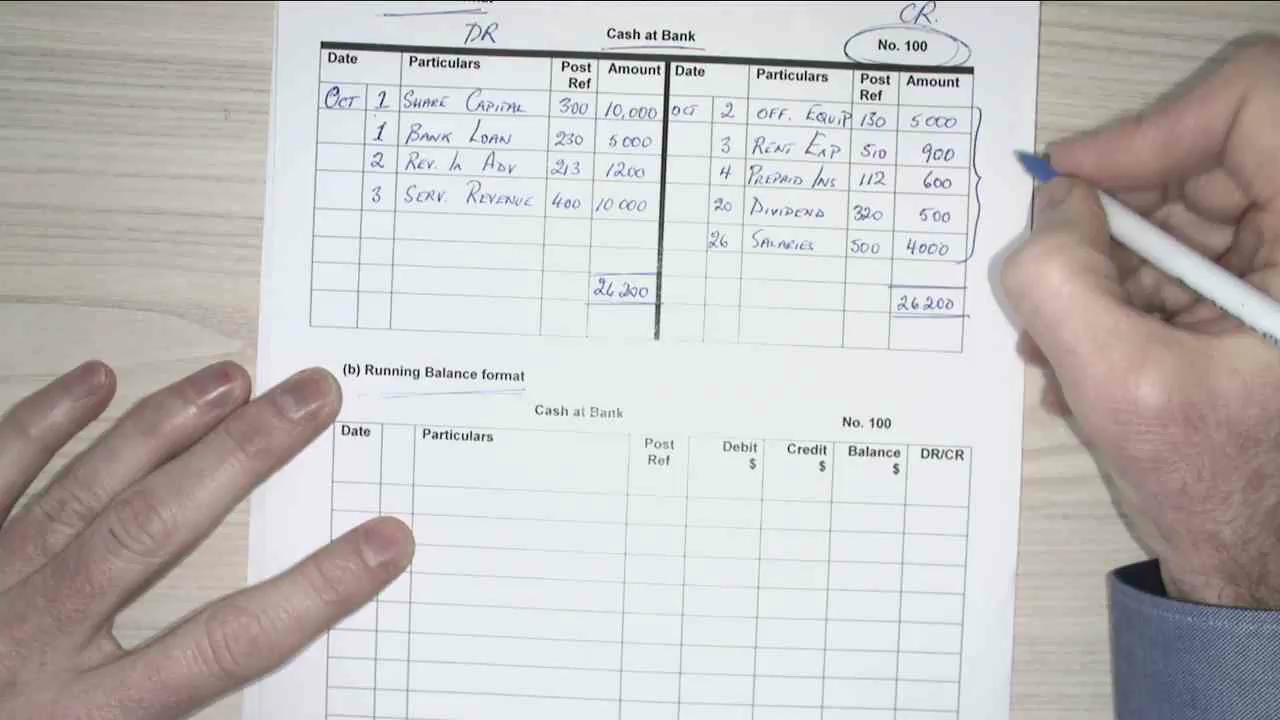 DR CR.
Cash at Bank No. 100
Date Particulars Post Ref Amount Date Particulars Post Ref Amount
OCT 1 SHARE CAPITAL 300 10,000 OCT 2 OFF. EQUIP 130 5000
1 BANK LOAN 230 5000 3 RENT EXP 510 900
2 REV. IN ADV 213 1200 4 PREPAID INS 112 600
3 SERV. REVENUE 400 10 000 20 DIVIDEND 320 500
26 SALARIES 500 4000
26 200 26 200
(b) Running Balance format
Cash at Bank No. 100
Date Particulars Post Ref Debit $ Credit $ Balance $ DR/CR